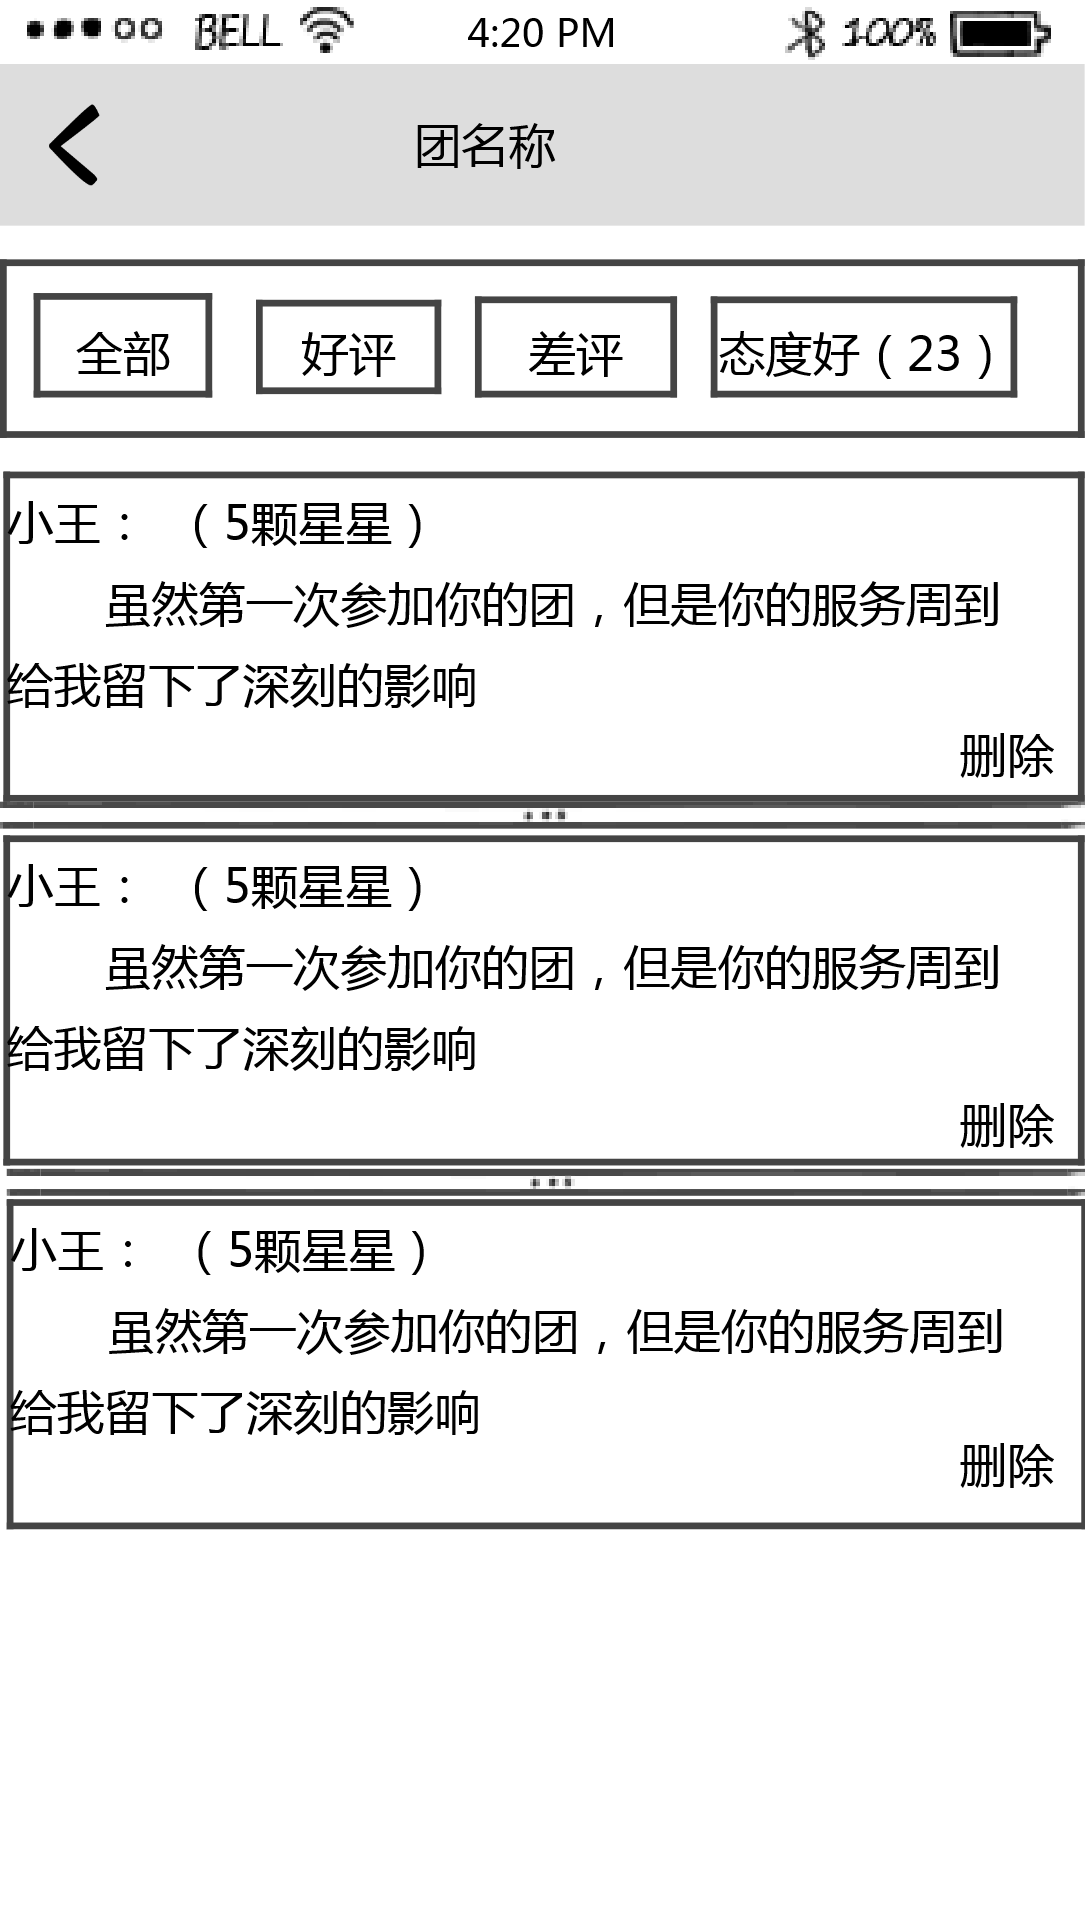 BELL 4:20 PM 100%
团名称
全部 好评 差评 态度好（23）
小王： （5颗星星）
虽然第一次参加你的团，但是你的服务周到
给我留下了深刻的影响
删除
小王： （5颗星星）
虽然第一次参加你的团，但是你的服务周到
给我留下了深刻的影响
删除
小王： （5颗星星）
虽然第一次参加你的团，但是你的服务周到
给我留下了深刻的影响
删除